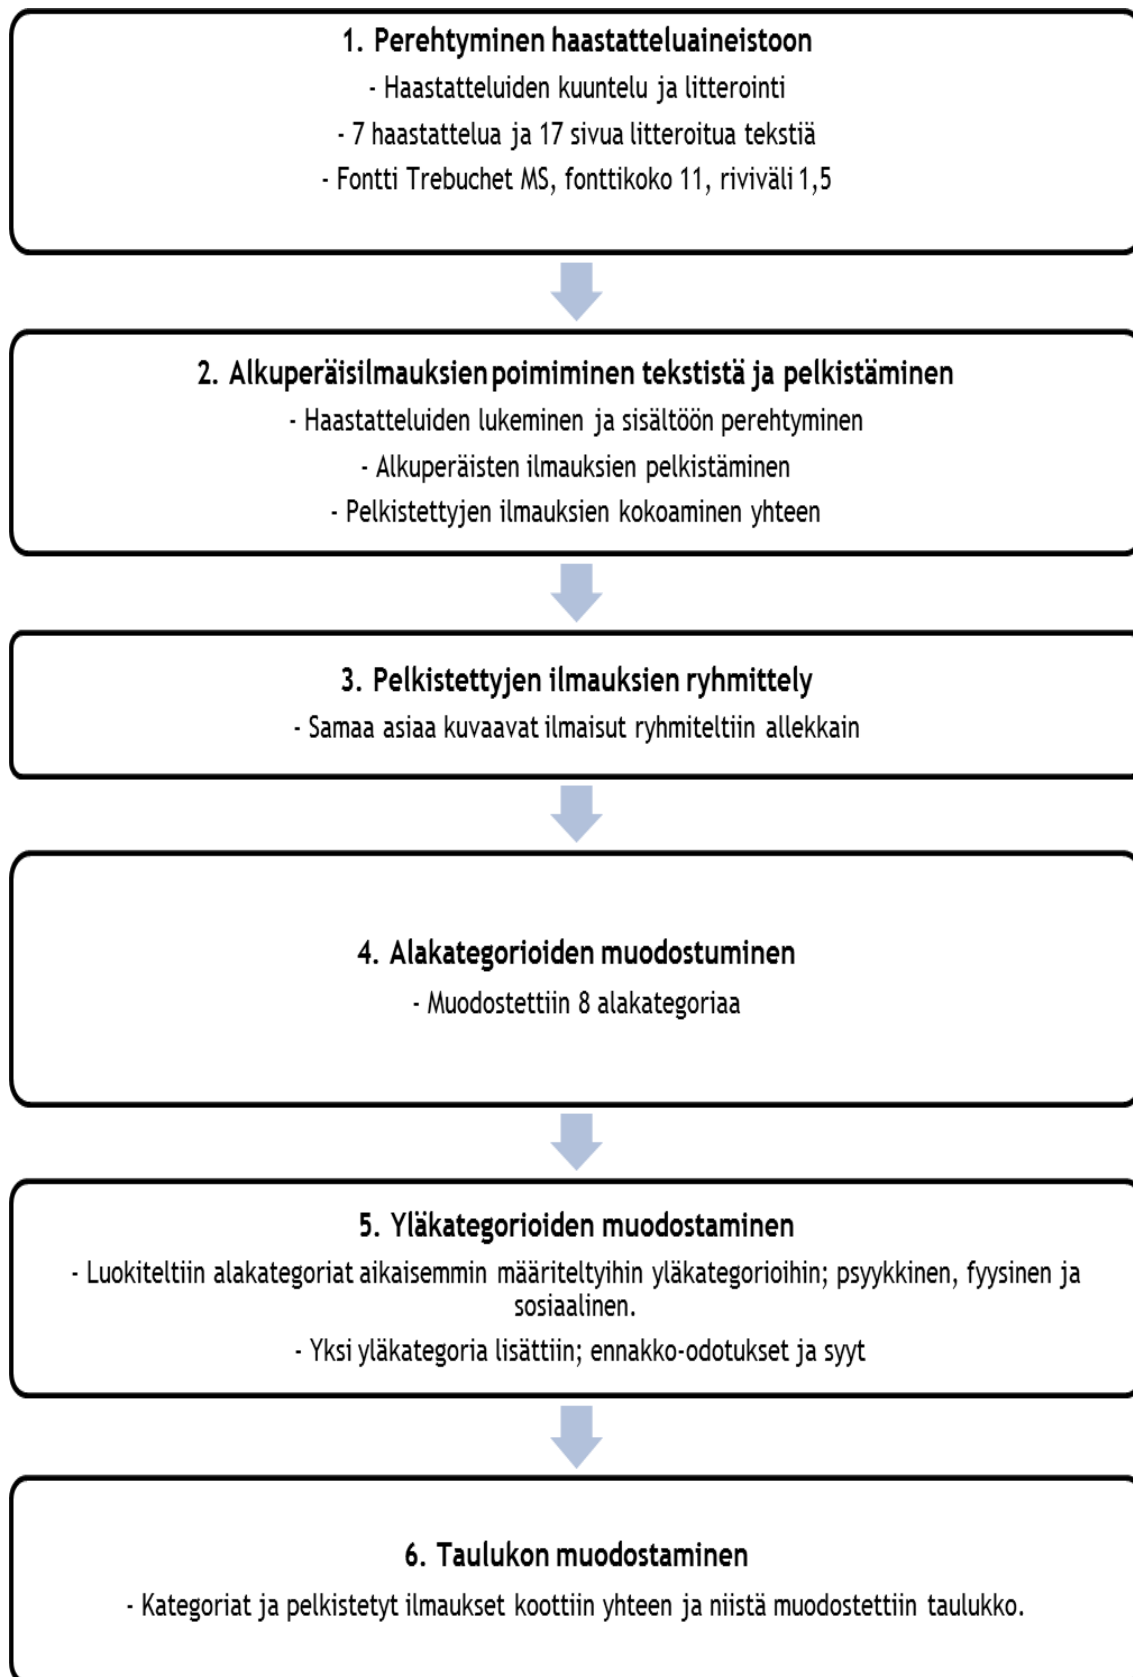 1. Perehtyminen haastatteluaineistoon
- Haastatteluiden kuuntelu ja litterointi
- 7 haastattelua ja 17 sivua litteroitua tekstiä
- Fontti Trebuchet MS, fonttikoko 11, riviväli 1,5
2. Alkuperäisilmauksien poimiminen tekstistä ja pelkistäminen
- Haastatteluiden lukeminen ja sisältöön perehtyminen
- Alkuperäisten ilmauksien pelkistäminen
- Pelkistettyjen ilmauksien kokoaminen yhteen
3. Pelkistettyjen ilmauksien ryhmittely
- Samaa asiaa kuvaavat ilmaisut ryhmiteltiin allekkain
4. Alakategorioiden muodostuminen
- Muodostettiin 8 alakategoriaa
5. Yläkategorioiden muodostaminen
- Luokiteltiin alakategoriat aikaisemmin määriteltyihin yläkategorioihin; psyykkinen, fyysinen ja
sosiaalinen.
- Yksi yläkategoria lisättiin; ennakko-odotukset ja syyt
6. Taulukon muodostaminen
- Kategoriat ja pelkistetyt ilmaukset koottiin yhteen ja niistä muodostettiin taulukko.